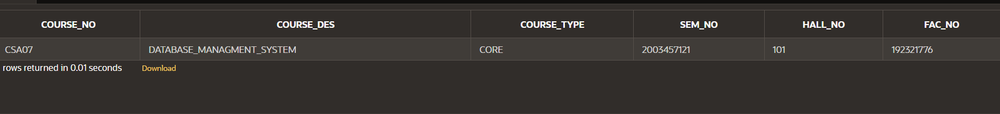 COURSE_NO COURSE_DES COURSE_TYPE SEM_NO HALL_NO FAC_NO
CSA07 DATABASE_MANAGMENT_SYSTEM CORE 2003457121 101 192321776
rows returned in 0.01 seconds Download